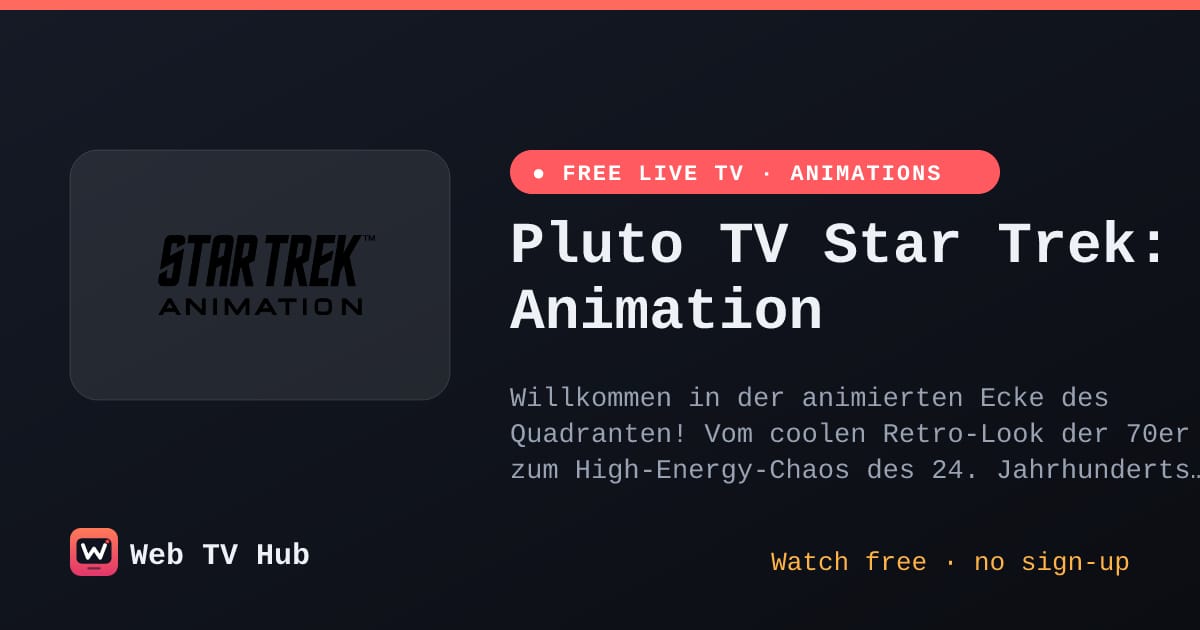 STAR TREK™
ANIMATION
● FREE LIVE TV · ANIMATIONS
Pluto TV Star Trek:
Animation
Willkommen in der animierten Ecke des
Quadranten! Vom coolen Retro-Look der 70er
zum High-Energy-Chaos des 24. Jahrhunderts…
W
Web TV Hub
Watch free · no sign-up